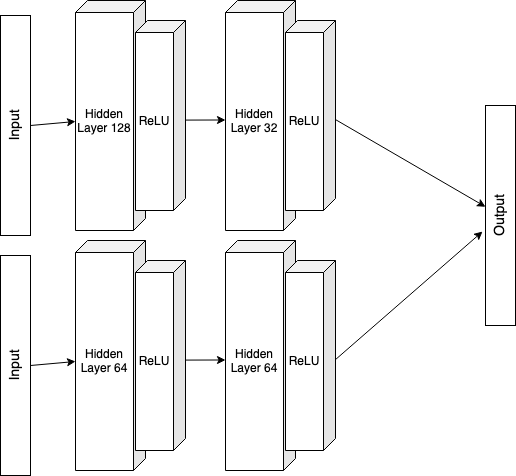 Input
Hidden
Layer 128
ReLU
Hidden
Layer 32
ReLU
Output
Input
Hidden
Layer 64
ReLU
Hidden
Layer 64
ReLU